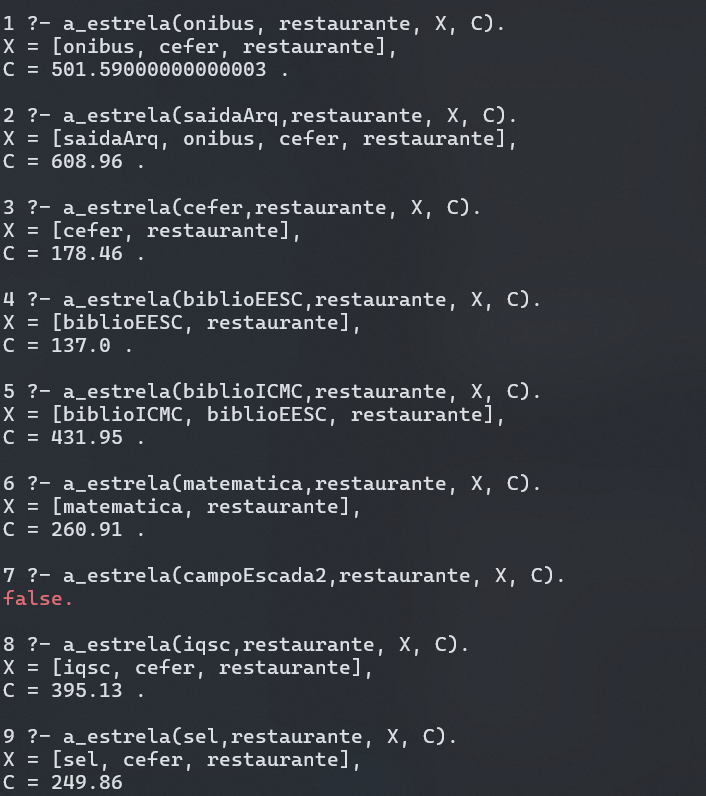 1 ?- a_estrela(onibus, restaurante, X, C).
X = [onibus, cefer, restaurante],
C = 501.59000000000003 .
2 ?- a_estrela(saidaArq,restaurante, X, C).
X = [saidaArq, onibus, cefer, restaurante],
C = 608.96 .
3 ?- a_estrela(cefer,restaurante, X, C).
X = [cefer, restaurante],
C = 178.46 .
4 ?- a_estrela(biblioEESC,restaurante, X, C).
X = [biblioEESC, restaurante],
C = 137.0 .
5 ?- a_estrela(biblioICMC,restaurante, X, C).
X = [biblioICMC, biblioEESC, restaurante],
C = 431.95 .
6 ?- a_estrela(matematica,restaurante, X, C).
X = [matematica, restaurante],
C = 260.91 .
7 ?- a_estrela(campoEscada2,restaurante, X, C).
false.
8 ?- a_estrela(iqsc,restaurante, X, C).
X = [iqsc, cefer, restaurante],
C = 395.13 .
9 ?- a_estrela(sel,restaurante, X, C).
X = [sel, cefer, restaurante],
C = 249.86